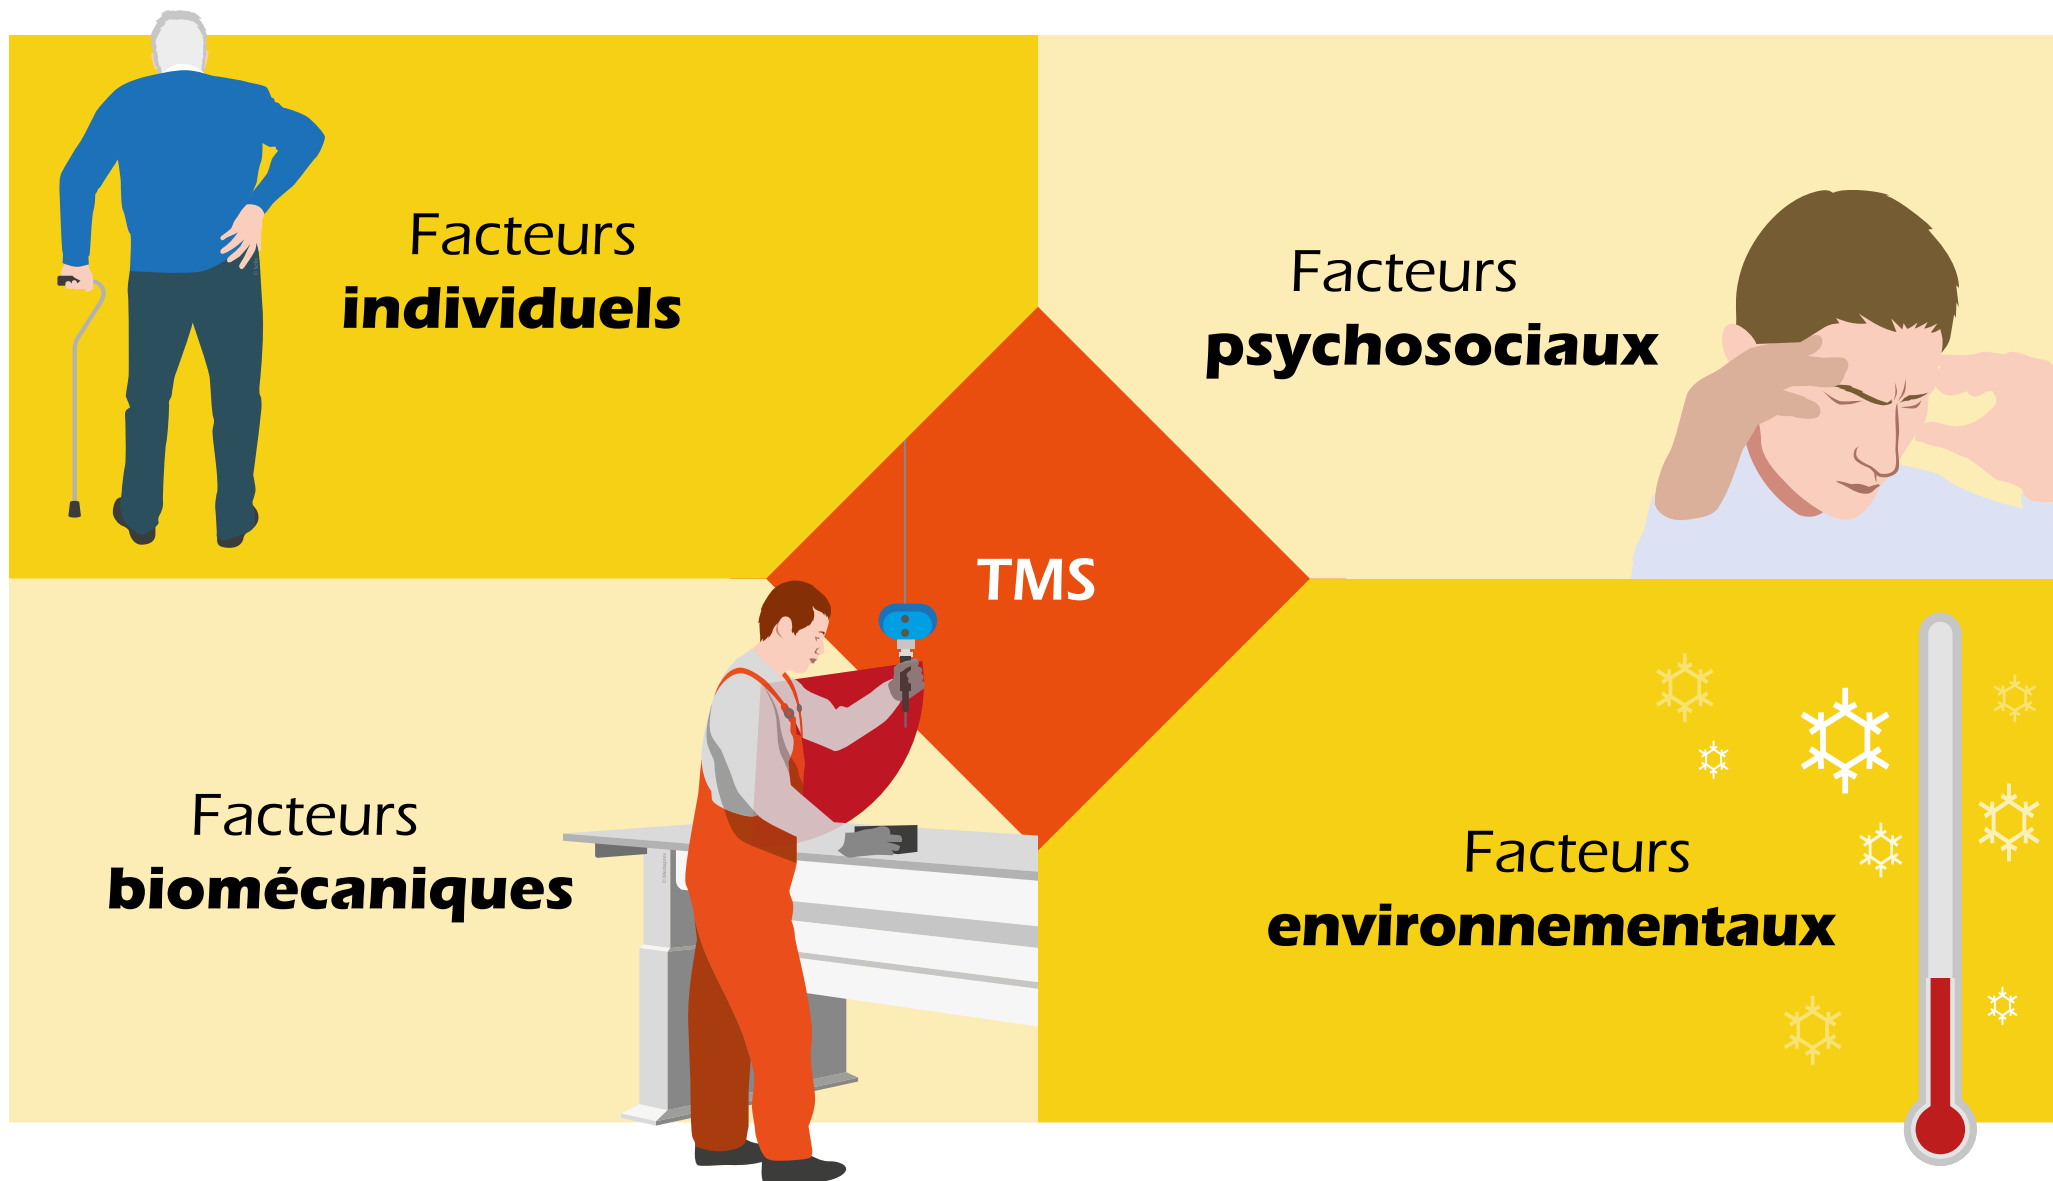 Facteurs
individuels
Facteurs
psychosociaux
TMS
Facteurs
biomécaniques
Facteurs
environnementaux